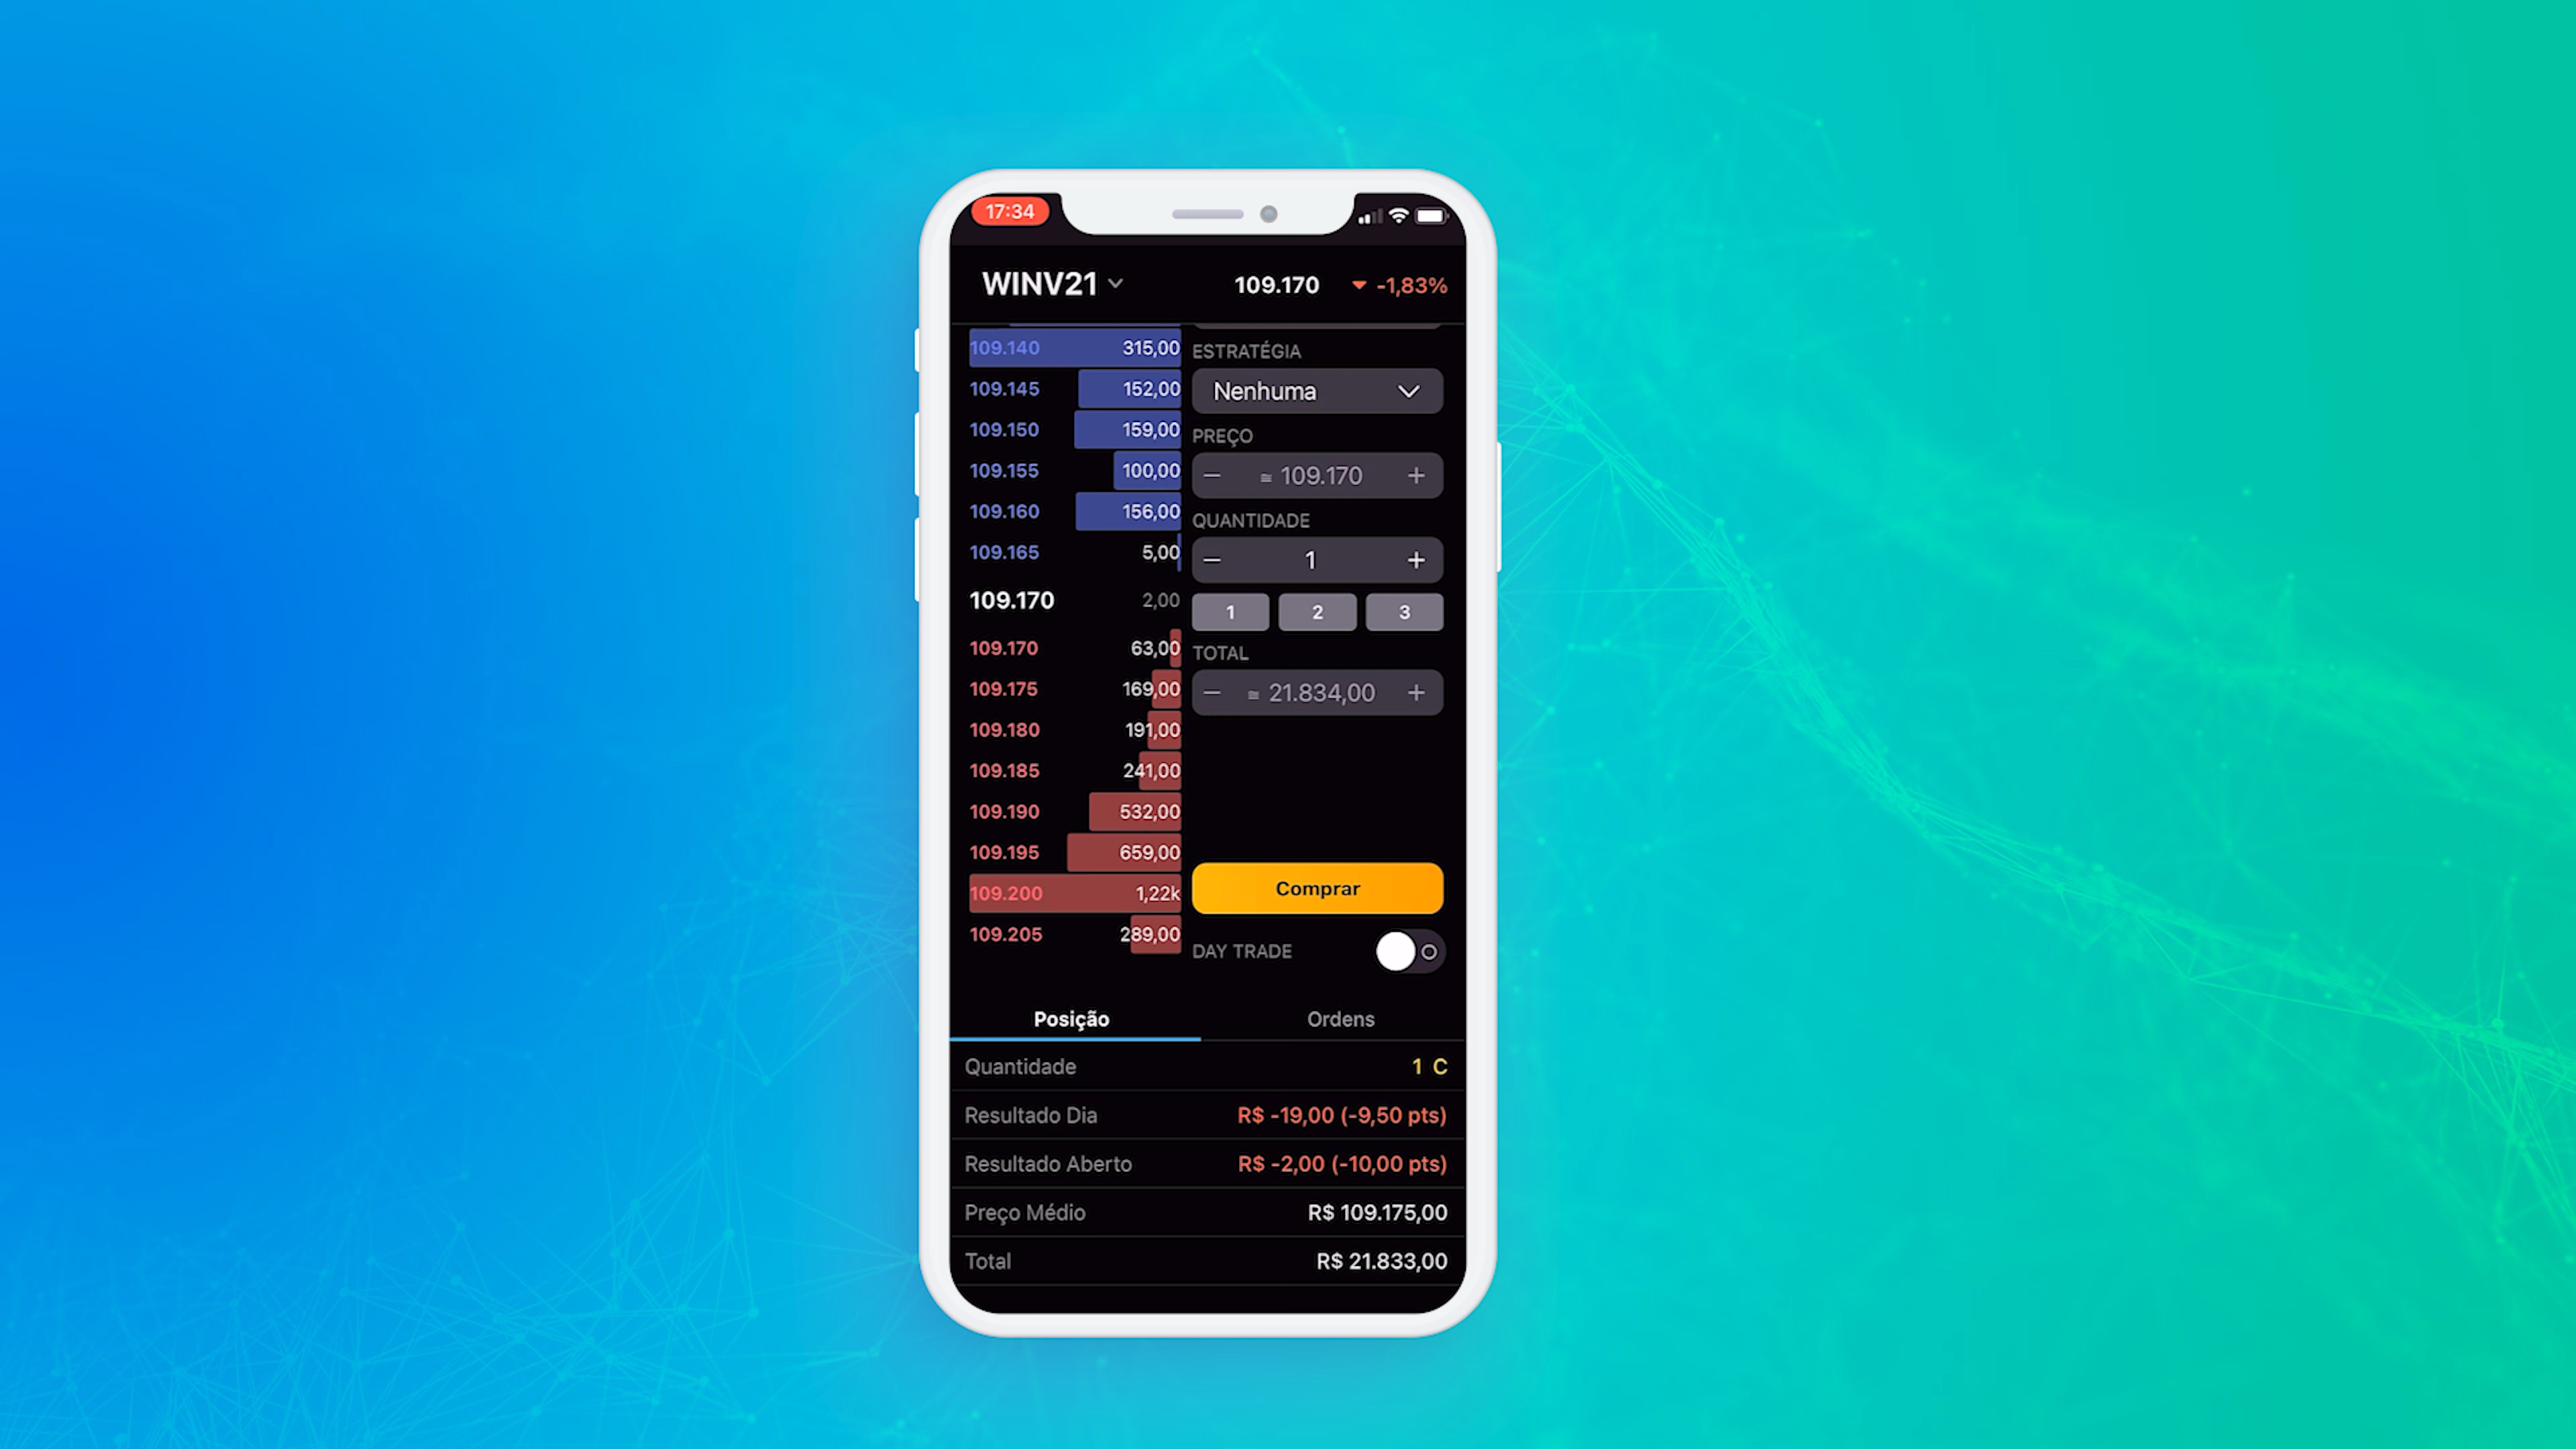 17:34
WINV21 109.170 -1,83%
109.140 315,00
109.145 152,00
109.150 159,00
109.155 100,00
109.160 156,00
109.165 5,00
109.170 2,00
109.170 63,00
109.175 169,00
109.180 191,00
109.185 241,00
109.190 532,00
109.195 659,00
109.200 1,22k
109.205 289,00
ESTRATÉGIA
Nenhuma
PREÇO
− ≅ 109.170 +
QUANTIDADE
− 1 +
1 2 3
TOTAL
− ≅ 21.834,00 +
Comprar
DAY TRADE
Posição Ordens
Quantidade 1 C
Resultado Dia R$ -19,00 (-9,50 pts)
Resultado Aberto R$ -2,00 (-10,00 pts)
Preço Médio R$ 109.175,00
Total R$ 21.833,00